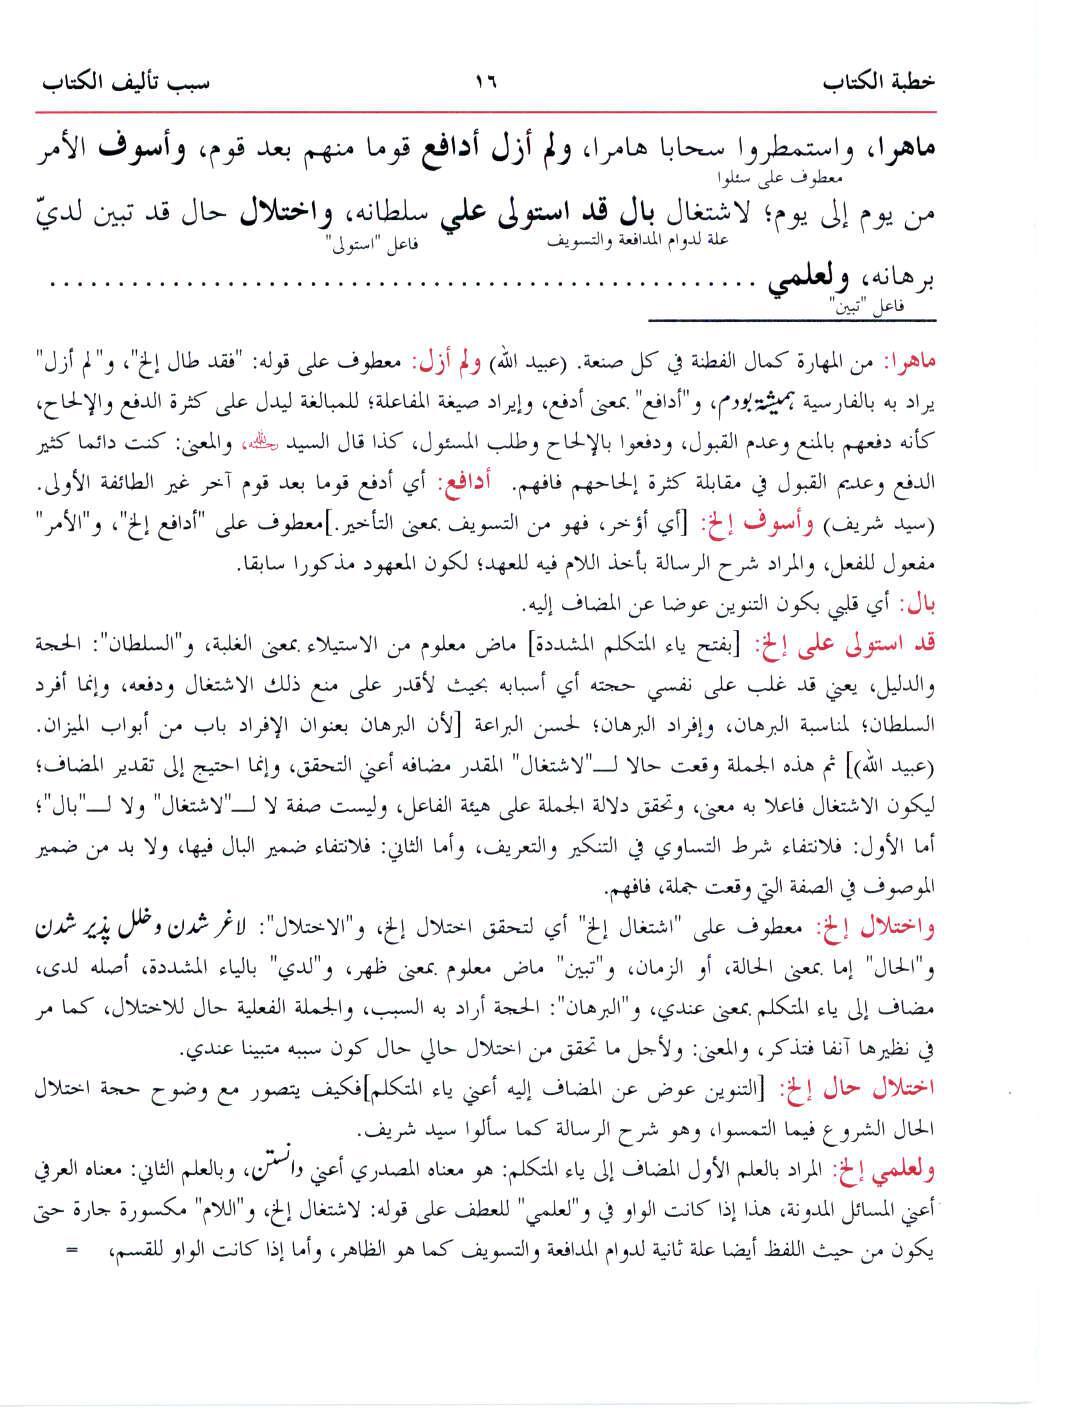 خطبة الكتاب ١٦ سبب تأليف الكتاب
ماهرا، واستمطروا سحابا هامرا، ولم أزل أدافع قوما منهم بعد قوم، وأسوف الأمر
معطوف على سئلوا
من يوم إلى يوم؛ لاشتغال بال قد استولى علي سلطانه، واختلال حال قد تبين لديّ
علة لدوام المدافعة والتسويف فاعل "استولى"
برهانه، ولعلمي ......................................................
فاعل "تبين"
ماهرا: من المهارة كمال الفطنة في كل صنعة. (عبيد الله) ولم أزل: معطوف على قوله: "فقد طال إلخ"، و"لم أزل"
يراد به بالفارسية ہمیشہ بودم، و"أدافع" بمعنى أدفع، وإيراد صيغة المفاعلة؛ للمبالغة ليدل على كثرة الدفع والإلحاح،
كأنه دفعهم بالمنع وعدم القبول، ودفعوا بالإلحاح وطلب المسئول، كذا قال السيد رحمه الله، والمعنى: كنت دائما كثير
الدفع وعديم القبول في مقابلة كثرة إلحاحهم فافهم. أدافع: أي أدفع قوما بعد قوم آخر غير الطائفة الأولى.
(سيد شريف) وأسوف إلخ: [أي أؤخر، فهو من التسويف بمعنى التأخير.]معطوف على "أدافع إلخ"، و"الأمر"
مفعول للفعل، والمراد شرح الرسالة بأخذ اللام فيه للعهد؛ لكون المعهود مذكورا سابقا.
بال: أي قلبي بكون التنوين عوضا عن المضاف إليه.
قد استولى على إلخ: [بفتح ياء المتكلم المشددة] ماض معلوم من الاستيلاء بمعنى الغلبة، و"السلطان": الحجة
والدليل، يعني قد غلب على نفسي حجته أي أسبابه بحيث لأقدر على منع ذلك الاشتغال ودفعه، وإنما أفرد
السلطان؛ لمناسبة البرهان، وإفراد البرهان؛ لحسن البراعة [لأن البرهان بعنوان الإفراد باب من أبواب الميزان.
(عبيد الله)] ثم هذه الجملة وقعت حالا لـ"لاشتغال" المقدر مضافه أعني التحقق، وإنما احتيج إلى تقدير المضاف؛
ليكون الاشتغال فاعلا به معنى، وتحقق دلالة الجملة على هيئة الفاعل، وليست صفة لا لـ"لاشتغال" ولا لـ"بال"؛
أما الأول: فلانتفاء شرط التساوي في التنكير والتعريف، وأما الثاني: فلانتفاء ضمير البال فيها، ولا بد من ضمير
الموصوف في الصفة التي وقعت جملة، فافهم.
واختلال إلخ: معطوف على "اشتغال إلخ" أي لتحقق اختلال إلخ، و"الاختلال": لاغر شدن وخلل پذیر شدن
و"الحال" إما بمعنى الحالة، أو الزمان، و"تبين" ماض معلوم بمعنى ظهر، و"لدي" بالياء المشددة، أصله لدى،
مضاف إلى ياء المتكلم بمعنى عندي، و"البرهان": الحجة أراد به السبب، والجملة الفعلية حال للاختلال، كما مر
في نظيرها آنفا فتذكر، والمعنى: ولأجل ما تحقق من اختلال حالي حال كون سببه متبينا عندي.
اختلال حال إلخ: [التنوين عوض عن المضاف إليه أعني ياء المتكلم]فكيف يتصور مع وضوح حجة اختلال
الحال الشروع فيما التمسوا، وهو شرح الرسالة كما سألوا سيد شريف.
ولعلمي إلخ: المراد بالعلم الأول المضاف إلى ياء المتكلم: هو معناه المصدري أعني دانستن، وبالعلم الثاني: معناه العرفي
أعني المسائل المدونة، هذا إذا كانت الواو في و"لعلمي" للعطف على قوله: لاشتغال إلخ، و"اللام" مكسورة جارة حتى
يكون من حيث اللفظ أيضا علة ثانية لدوام المدافعة والتسويف كما هو الظاهر، وأما إذا كانت الواو للقسم، =